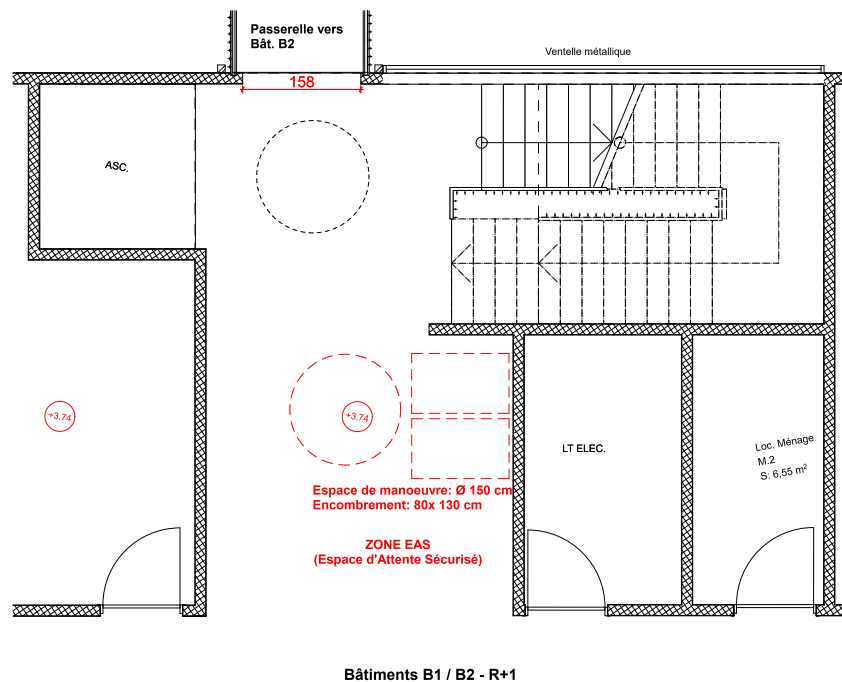 Passerelle vers
Bât. B2
Ventelle métallique
158
ASC.
+3.74
+3.74
LT ELEC.
Loc. Ménage
M.2
S: 6,55 m²
Espace de manoeuvre: Ø 150 cm
Encombrement: 80x 130 cm
ZONE EAS
(Espace d'Attente Sécurisé)
Bâtiments B1 / B2 - R+1